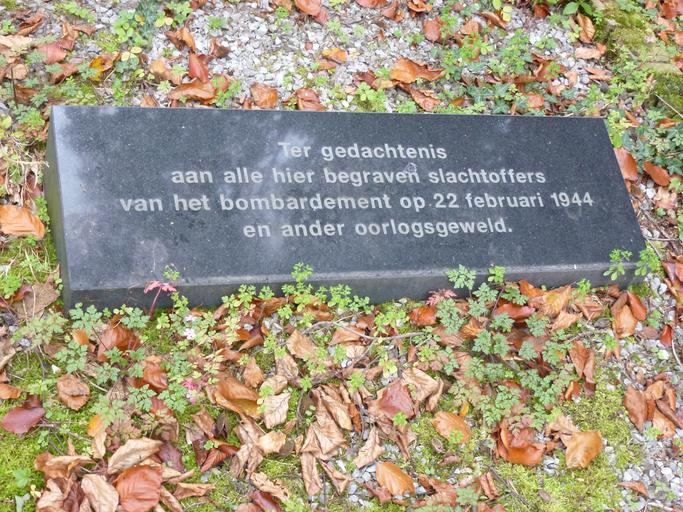 Ter gedachtenis
aan alle hier begraven slachtoffers
van het bombardement op 22 februari 1944
en ander oorlogsgeweld.